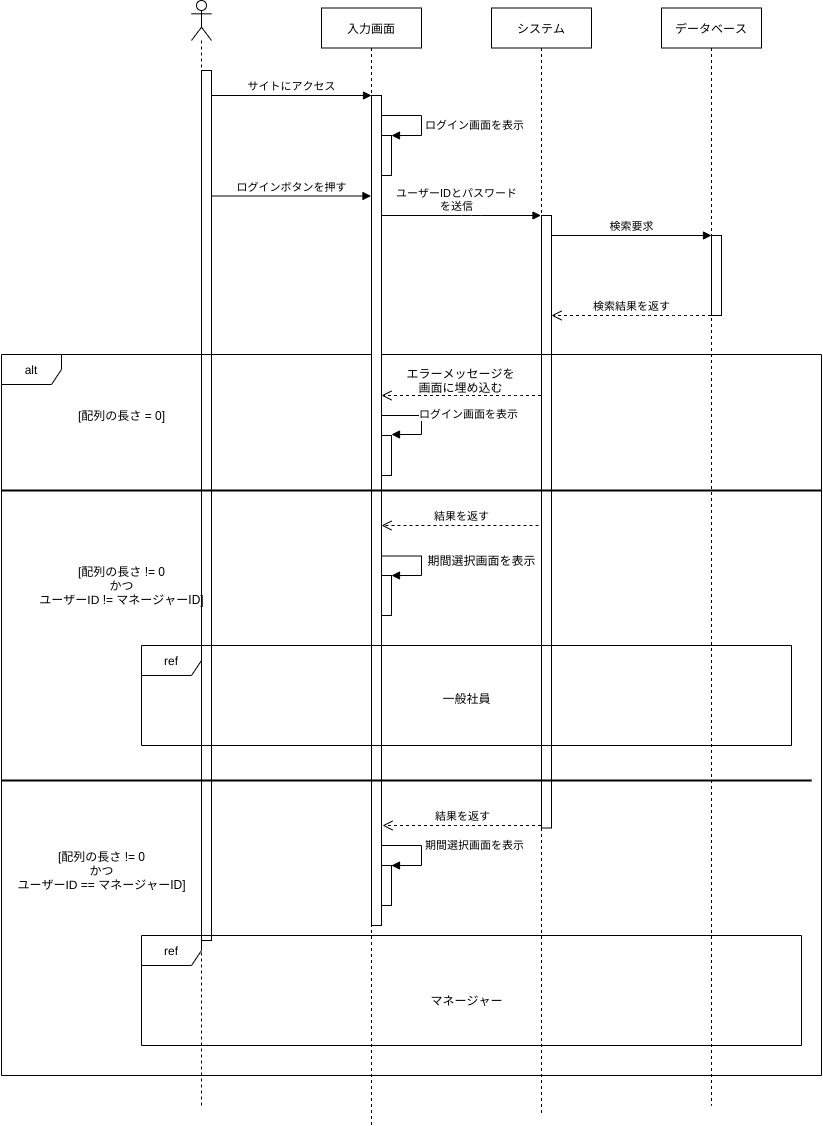 入力画面
システム
データベース
サイトにアクセス
ログイン画面を表示
ログインボタンを押す
ユーザーIDとパスワード
を送信
検索要求
検索結果を返す
alt
エラーメッセージを
画面に埋め込む
[配列の長さ = 0]
ログイン画面を表示
結果を返す
期間選択画面を表示
[配列の長さ != 0
かつ
ユーザーID != マネージャーID]
ref
一般社員
結果を返す
期間選択画面を表示
[配列の長さ != 0
かつ
ユーザーID == マネージャーID]
ref
マネージャー